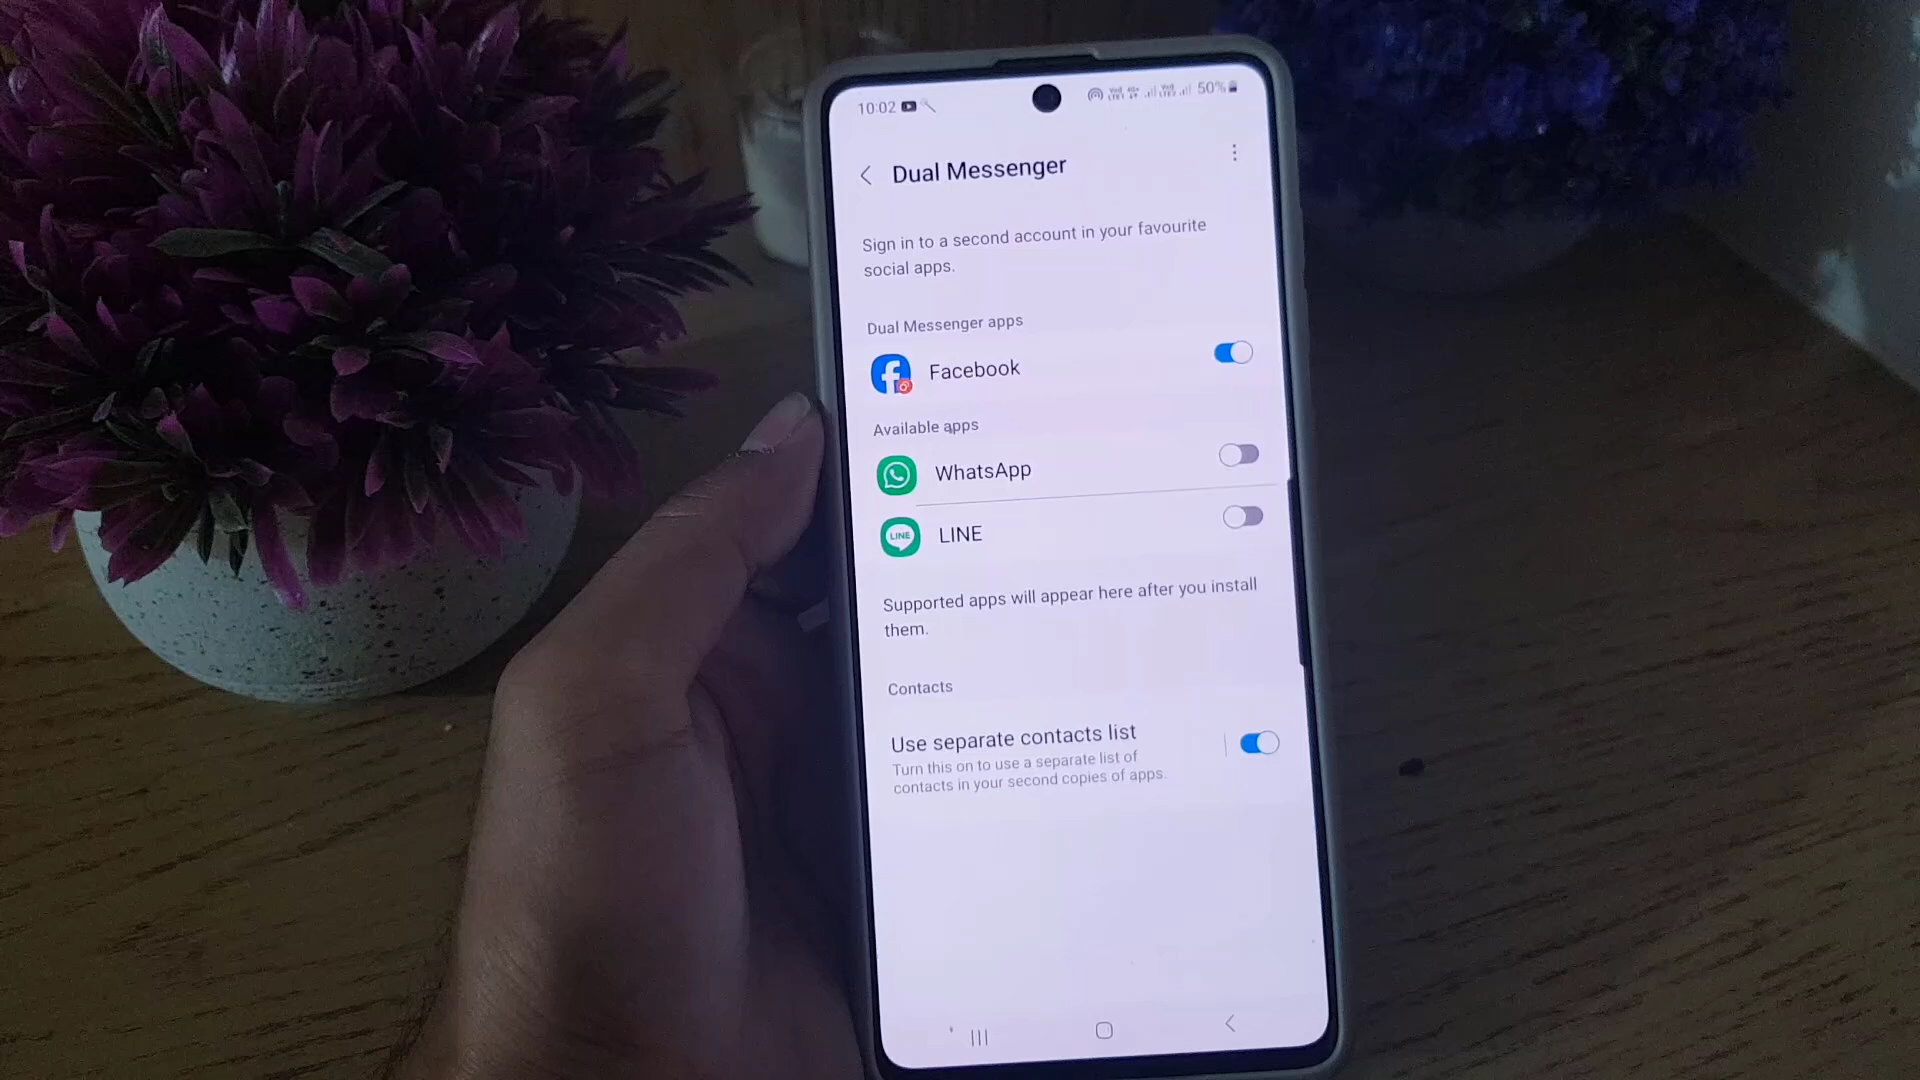 10:02 50%
Dual Messenger
Sign in to a second account in your favourite
social apps.
Dual Messenger apps
Facebook
Available apps
WhatsApp
LINE LINE
Supported apps will appear here after you install
them.
Contacts
Use separate contacts list
Turn this on to use a separate list of
contacts in your second copies of apps.